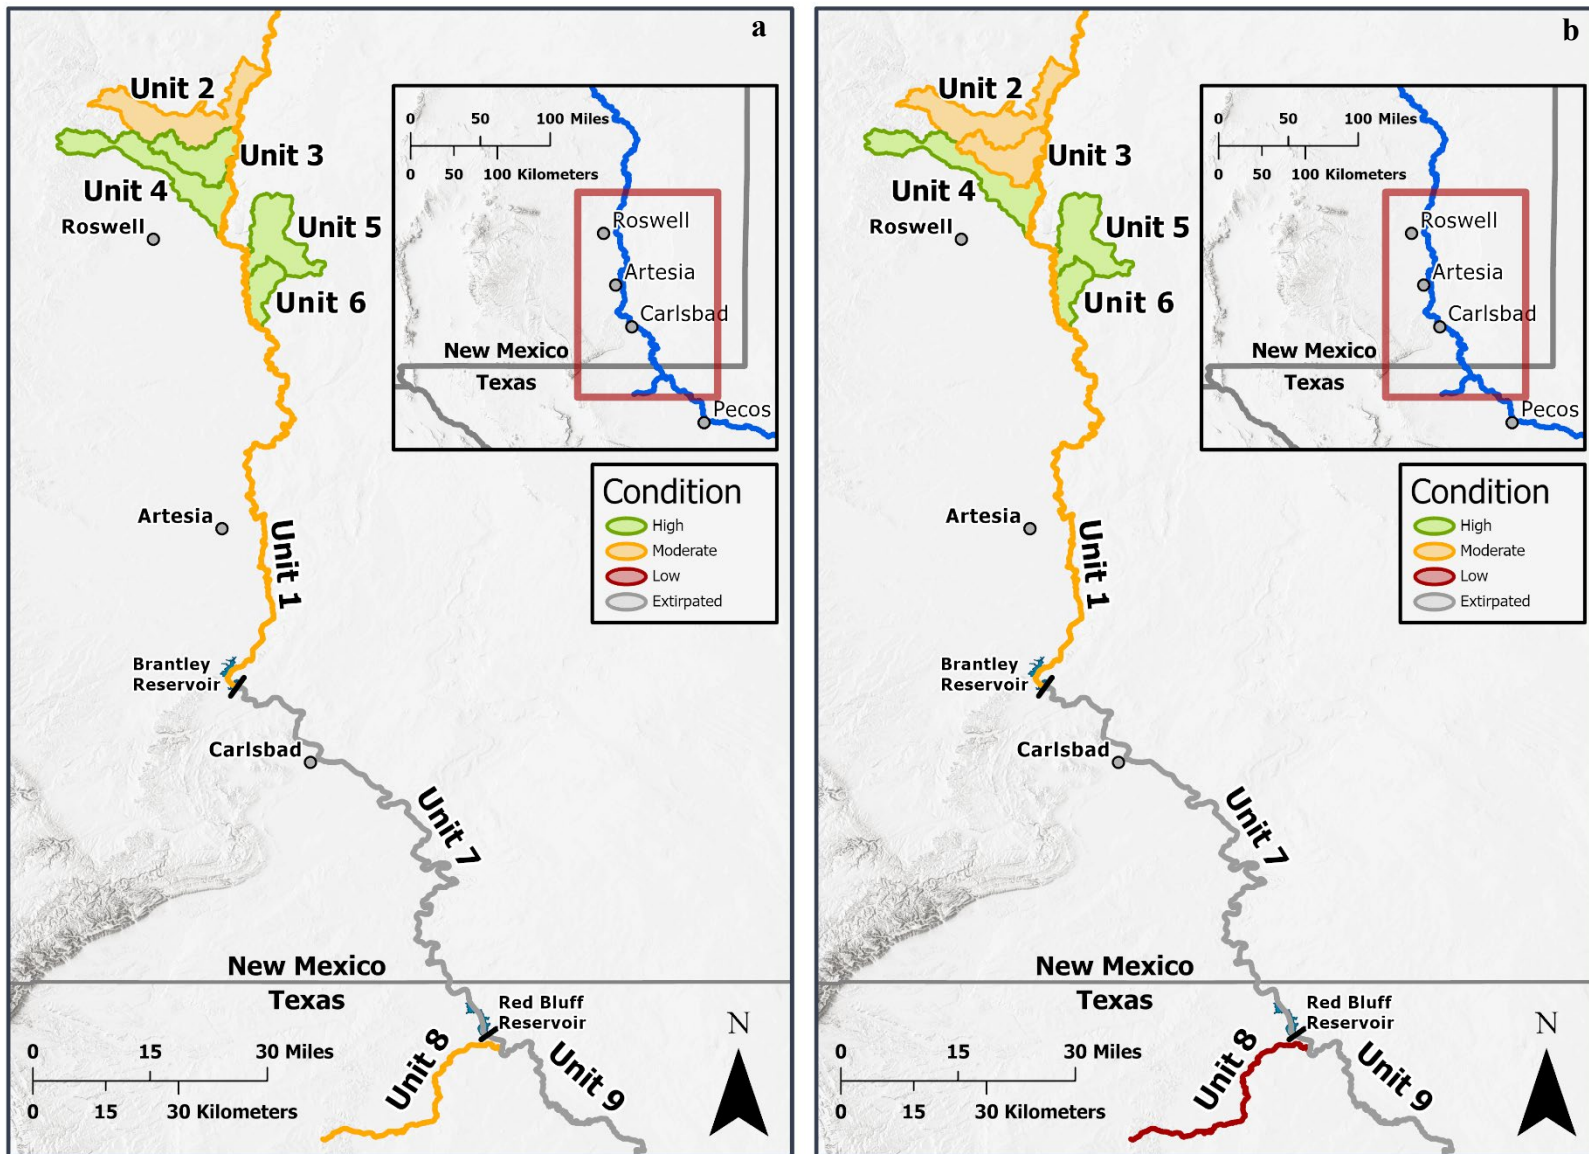 a
Unit 2
Unit 3
Unit 4
Roswell
Unit 5
Unit 6
0 50 100 Miles
0 50 100 Kilometers
Roswell
Artesia
Carlsbad
New Mexico
Texas
Pecos
Condition
High
Moderate
Low
Extirpated
Artesia
Unit 1
Brantley
Reservoir
Carlsbad
Unit 7
New Mexico
Texas
Red Bluff
Reservoir
Unit 8
Unit 9
0 15 30 Miles
0 15 30 Kilometers
N
b
Unit 2
Unit 3
Unit 4
Roswell
Unit 5
Unit 6
0 50 100 Miles
0 50 100 Kilometers
Roswell
Artesia
Carlsbad
New Mexico
Texas
Pecos
Condition
High
Moderate
Low
Extirpated
Artesia
Unit 1
Brantley
Reservoir
Carlsbad
Unit 7
New Mexico
Texas
Red Bluff
Reservoir
Unit 8
Unit 9
0 15 30 Miles
0 15 30 Kilometers
N